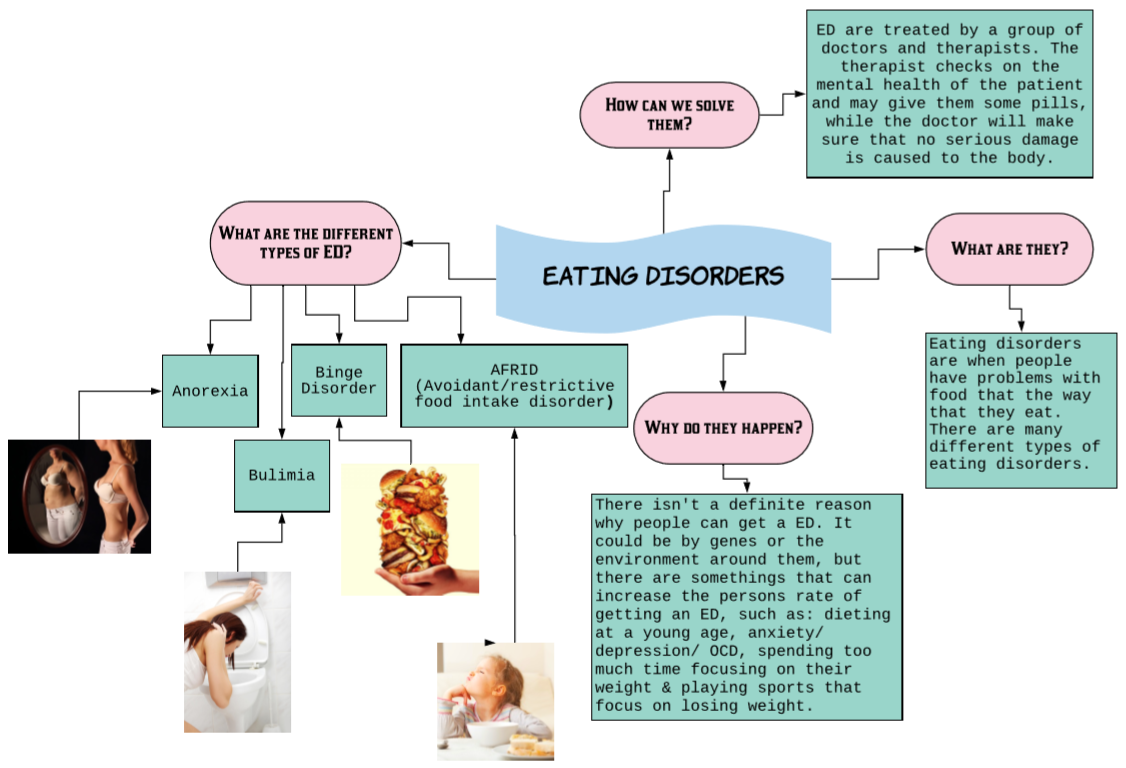 ED are treated by a group of
doctors and therapists. The
therapist checks on the
mental health of the patient
and may give them some pills,
while the doctor will make
sure that no serious damage
is caused to the body.
How can we solve
them?
What are the different
types of ED?
EATING DISORDERS
What are they?
Anorexia
Binge
Disorder
AFRID
(Avoidant/restrictive
food intake disorder)
Bulimia
Why do they happen?
Eating disorders
are when people
have problems with
food that the way
that they eat.
There are many
different types of
eating disorders.
There isn't a definite reason
why people can get a ED. It
could be by genes or the
environment around them, but
there are somethings that can
increase the persons rate of
getting an ED, such as: dieting
at a young age, anxiety/
depression/ OCD, spending too
much time focusing on their
weight & playing sports that
focus on losing weight.